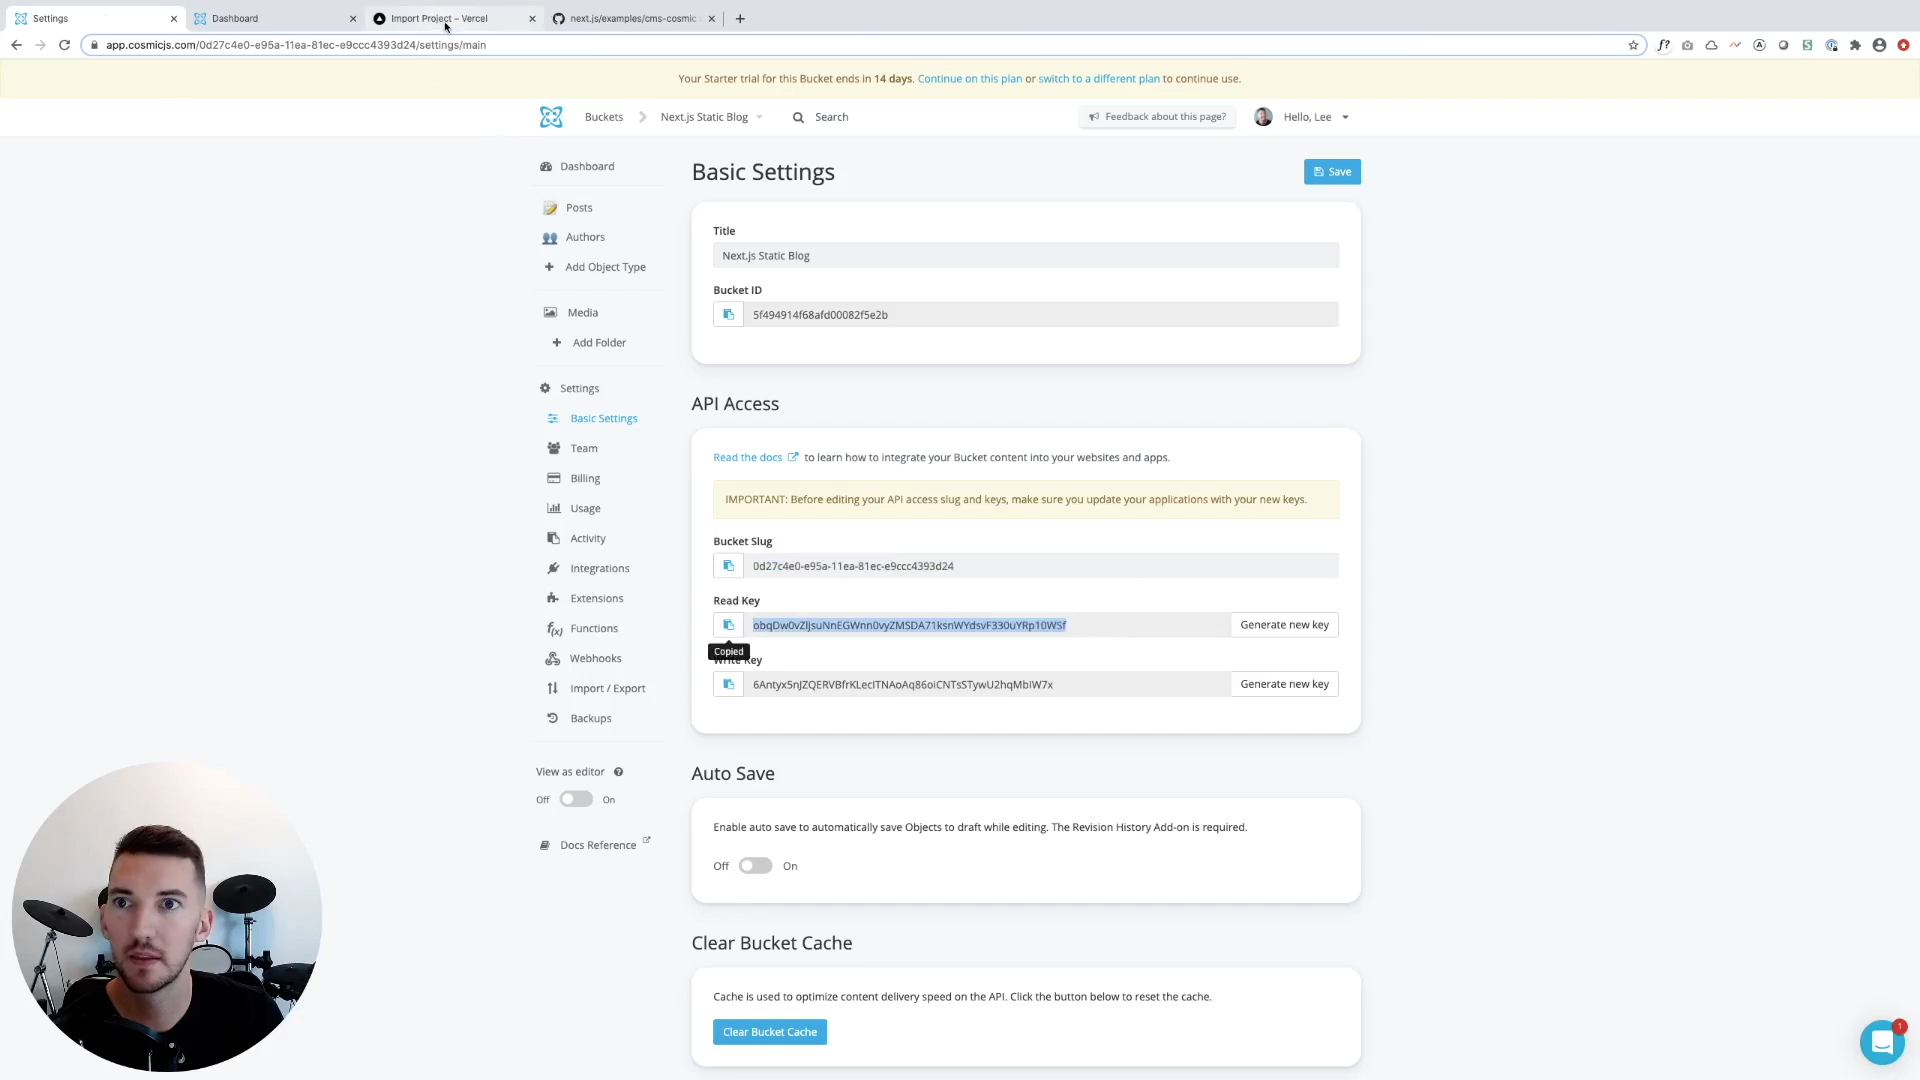 Settings
Dashboard
Import Project – Vercel
next.js/examples/cms-cosmic
app.cosmicjs.com/0d27c4e0-e95a-11ea-81ec-e9ccc4393d24/settings/main
Your Starter trial for this Bucket ends in 14 days. Continue on this plan or switch to a different plan to continue use.
Buckets
Next.js Static Blog
Search
Feedback about this page?
Hello, Lee
Dashboard
Posts
Authors
Add Object Type
Media
Add Folder
Settings
Basic Settings
Team
Billing
Usage
Activity
Integrations
Extensions
f(x) Functions
Webhooks
Import / Export
Backups
View as editor
Off
On
Docs Reference
Basic Settings
Save
Title
Next.js Static Blog
Bucket ID
5f494914f68afd00082f5e2b
API Access
Read the docs to learn how to integrate your Bucket content into your websites and apps.
IMPORTANT: Before editing your API access slug and keys, make sure you update your applications with your new keys.
Bucket Slug
0d27c4e0-e95a-11ea-81ec-e9ccc4393d24
Read Key
obqDw0vZljsuNnEGWnn0vyZMSDA71ksnWYdsvF330uYRp10WSf
Generate new key
Copied
Write Key
6Antyx5nJZQERVBfrKLecITNAoAq86oiCNTsSTywU2hqMbIW7x
Generate new key
Auto Save
Enable auto save to automatically save Objects to draft while editing. The Revision History Add-on is required.
Off
On
Clear Bucket Cache
Cache is used to optimize content delivery speed on the API. Click the button below to reset the cache.
Clear Bucket Cache
1